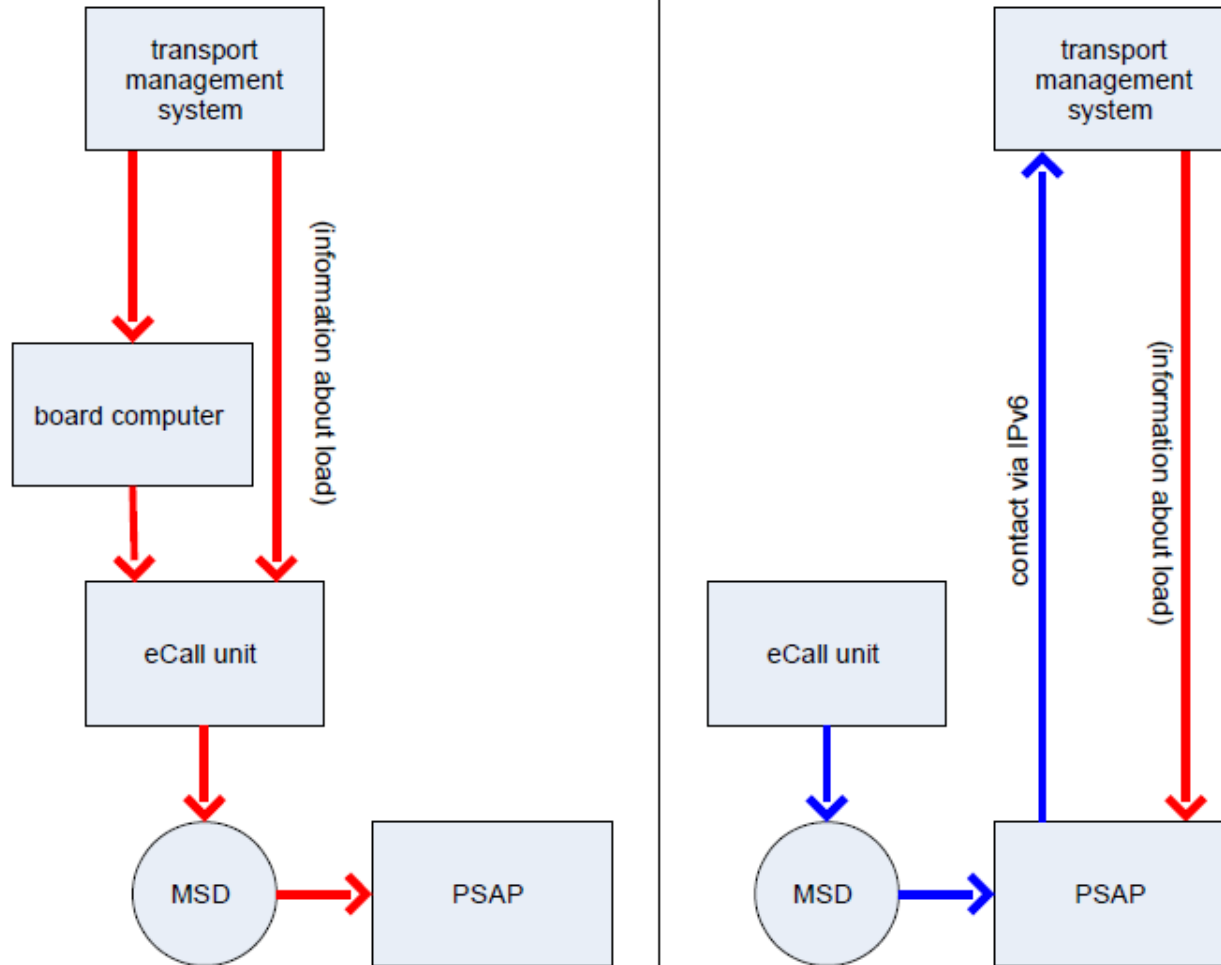 transport
management
system
(information about load)
board computer
eCall unit
MSD
PSAP
transport
management
system
contact via IPv6
(information about load)
eCall unit
MSD
PSAP